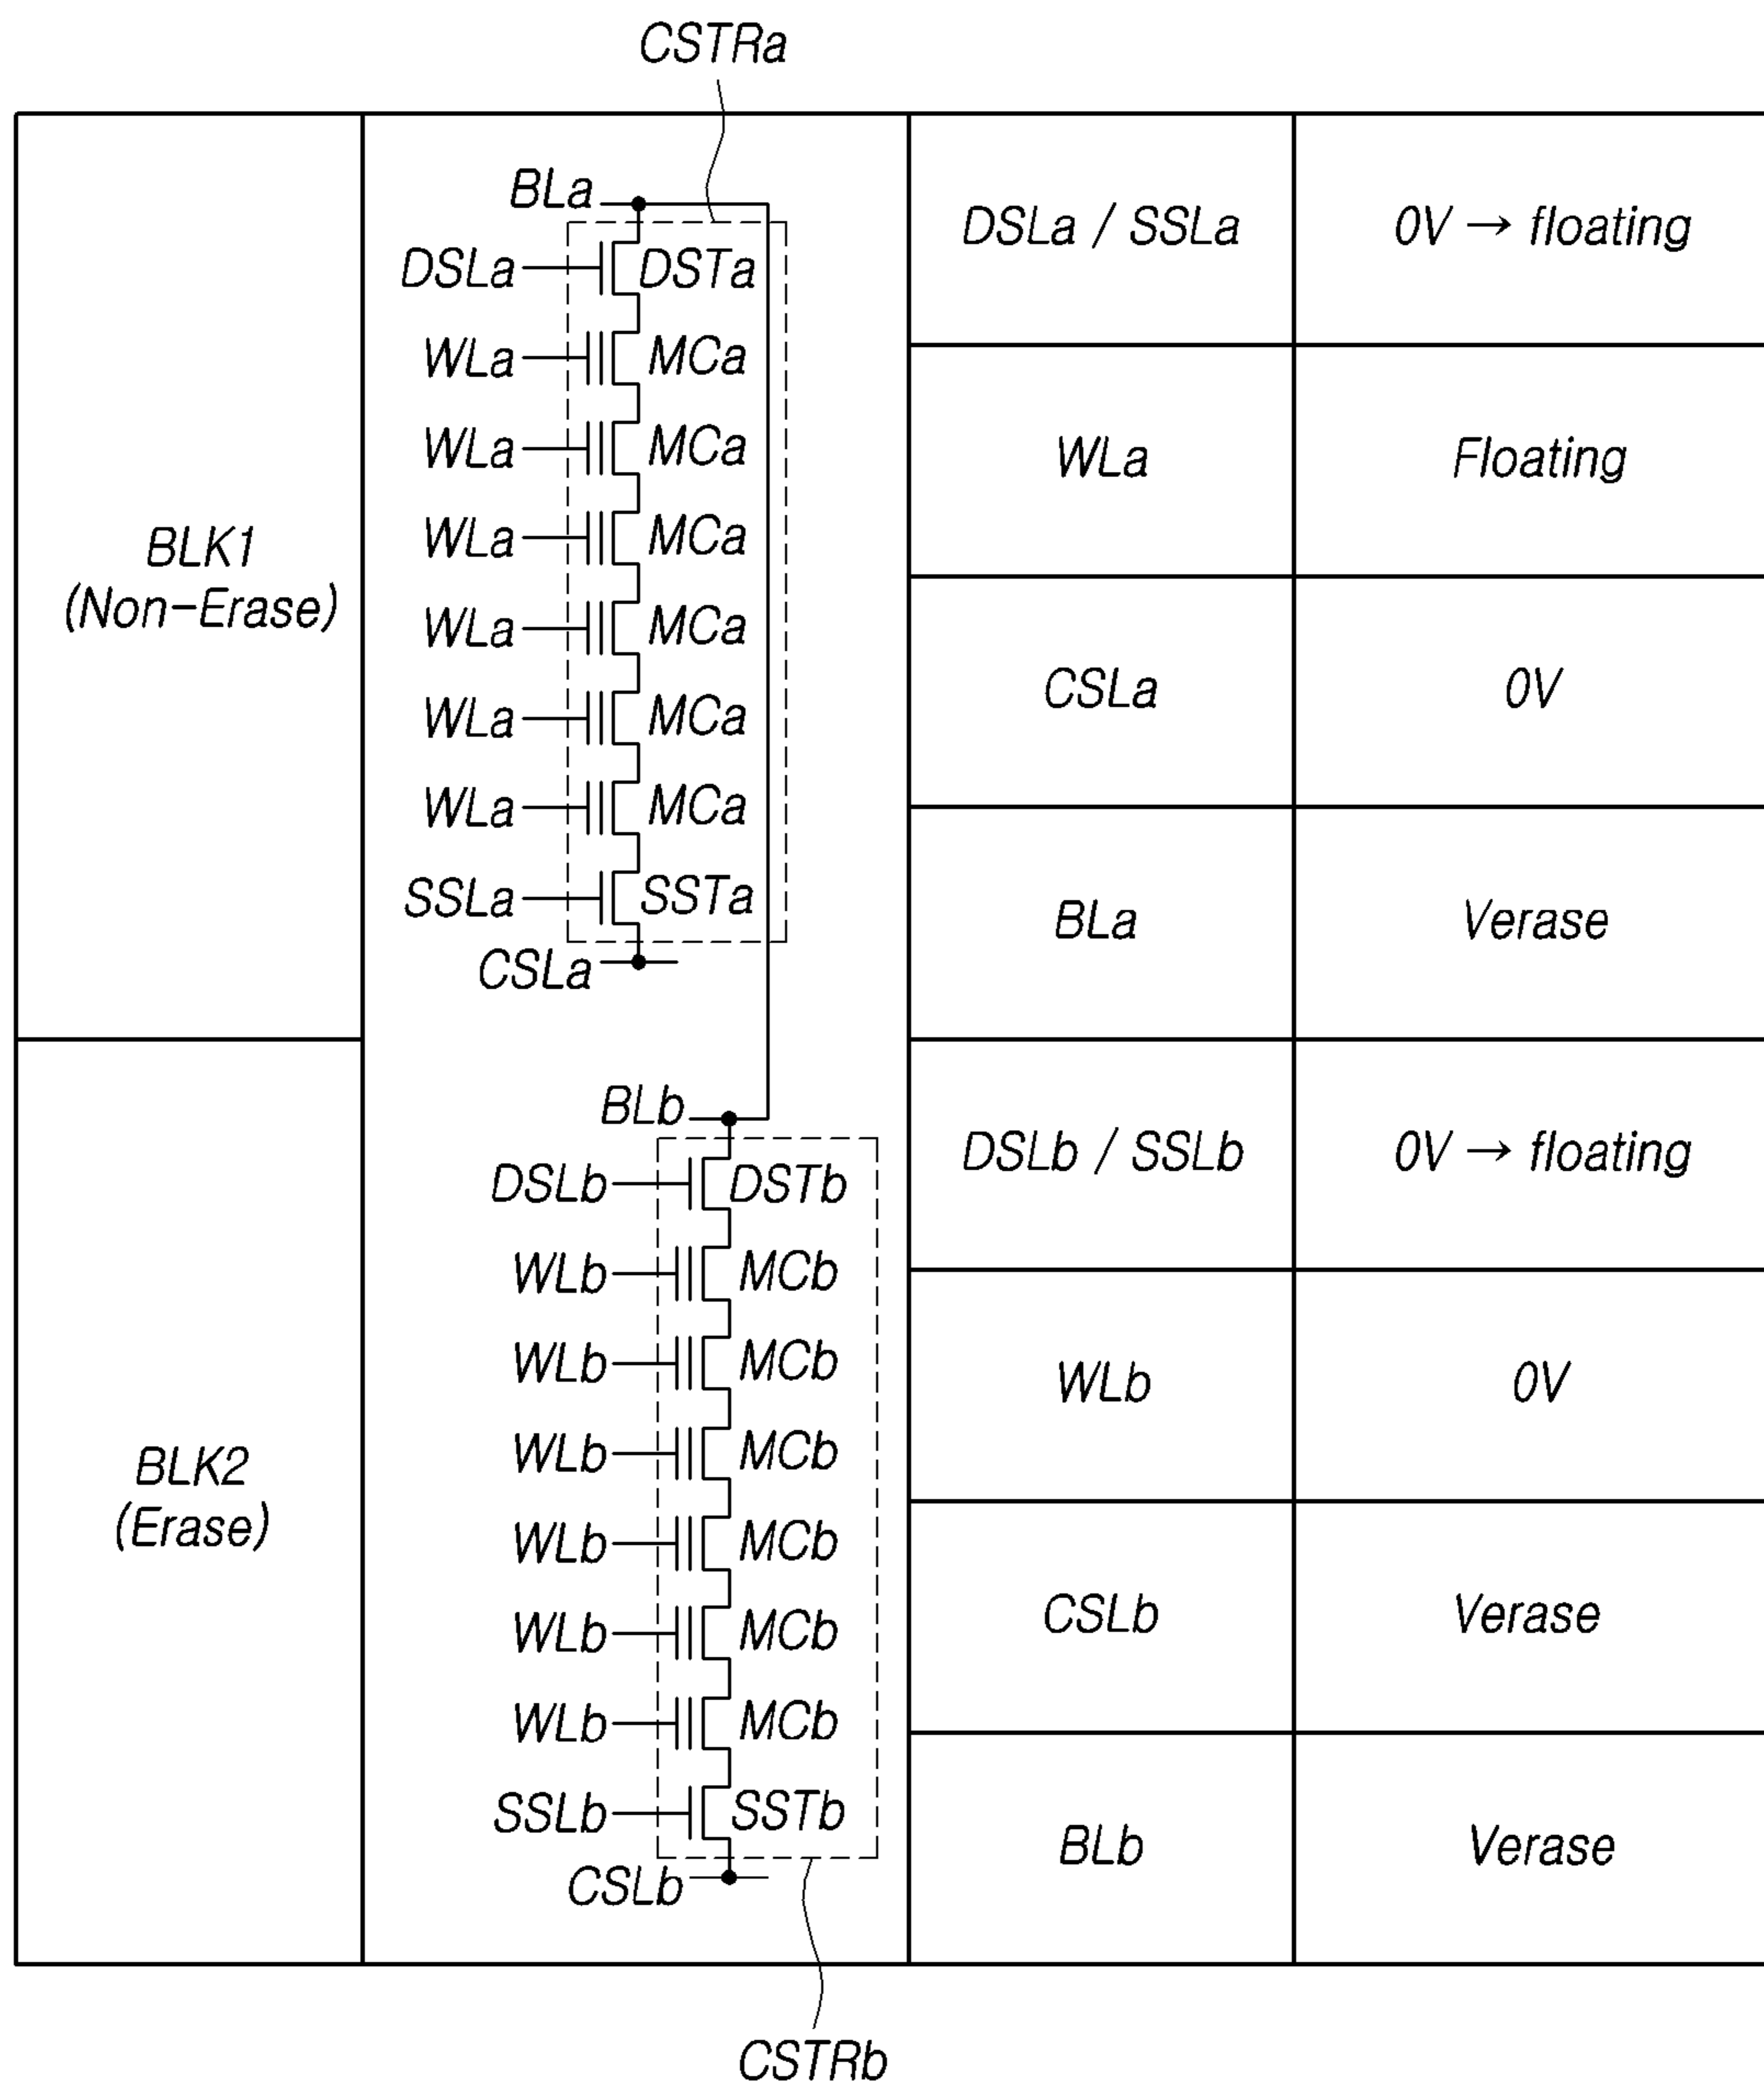 CSTRa
BLK1
(Non-Erase)
BLa
DSLa DSTa
WLa MCa
WLa MCa
WLa MCa
WLa MCa
WLa MCa
WLa MCa
SSLa SSTa
CSLa
DSLa / SSLa 0V → floating
WLa Floating
CSLa 0V
BLa Verase
BLK2
(Erase)
BLb
DSLb DSTb
WLb MCb
WLb MCb
WLb MCb
WLb MCb
WLb MCb
WLb MCb
SSLb SSTb
CSLb
DSLb / SSLb 0V → floating
WLb 0V
CSLb Verase
BLb Verase
CSTRb